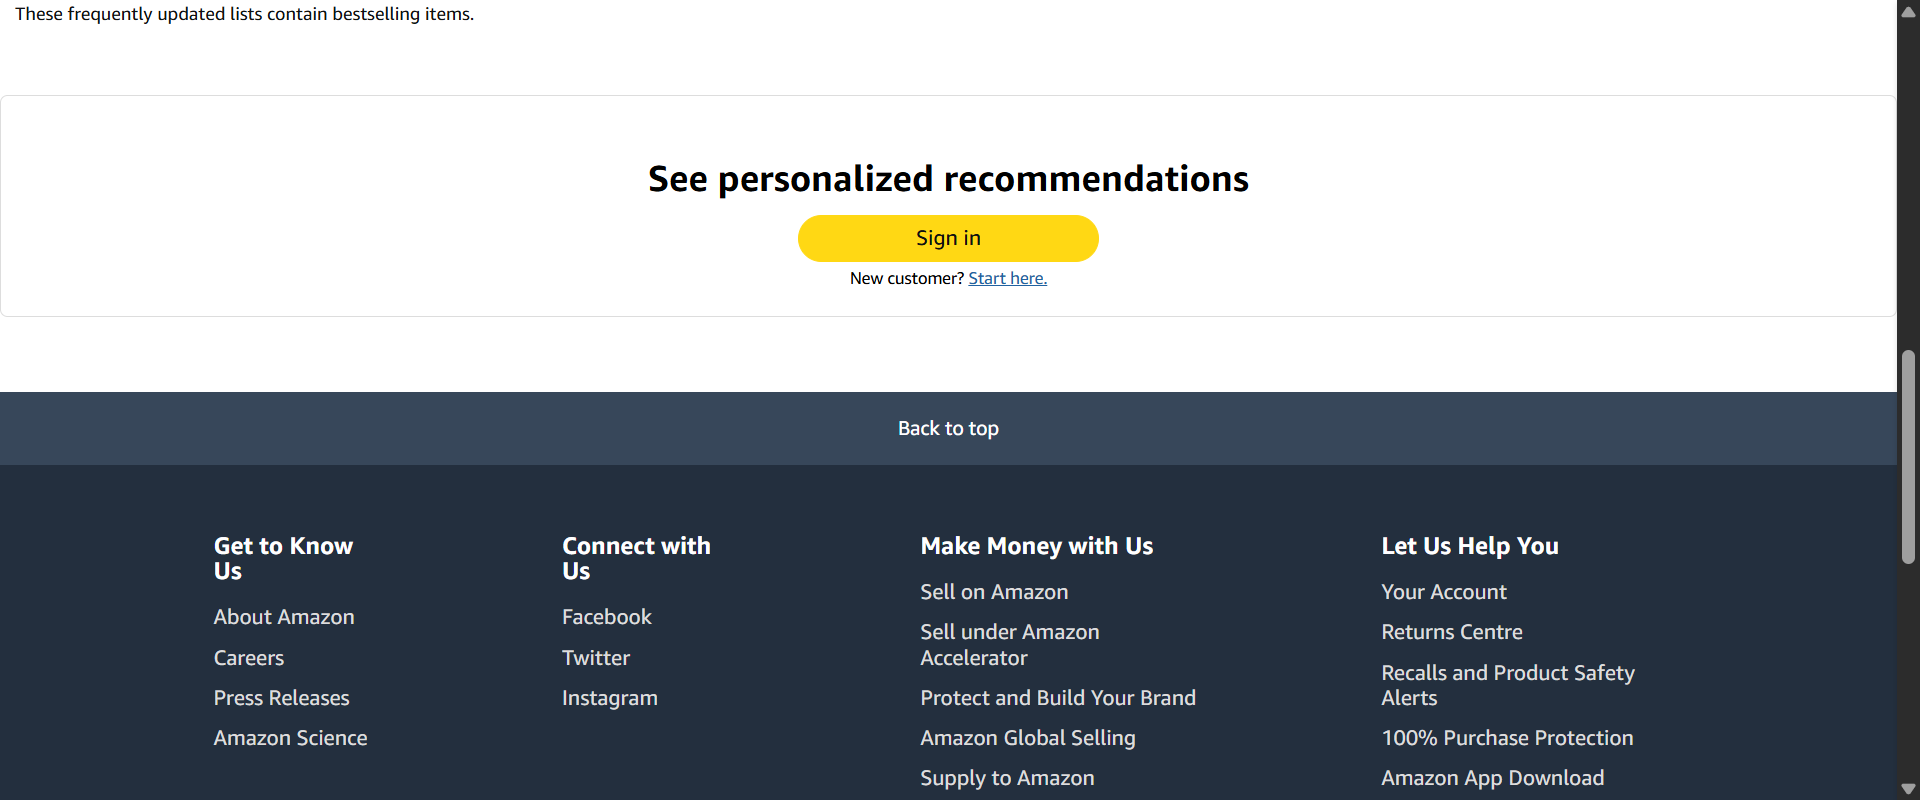 These frequently updated lists contain bestselling items.
See personalized recommendations
Sign in
New customer? Start here.
Back to top
Get to Know
Us
About Amazon
Careers
Press Releases
Amazon Science
Connect with
Us
Facebook
Twitter
Instagram
Make Money with Us
Sell on Amazon
Sell under Amazon
Accelerator
Protect and Build Your Brand
Amazon Global Selling
Supply to Amazon
Let Us Help You
Your Account
Returns Centre
Recalls and Product Safety
Alerts
100% Purchase Protection
Amazon App Download